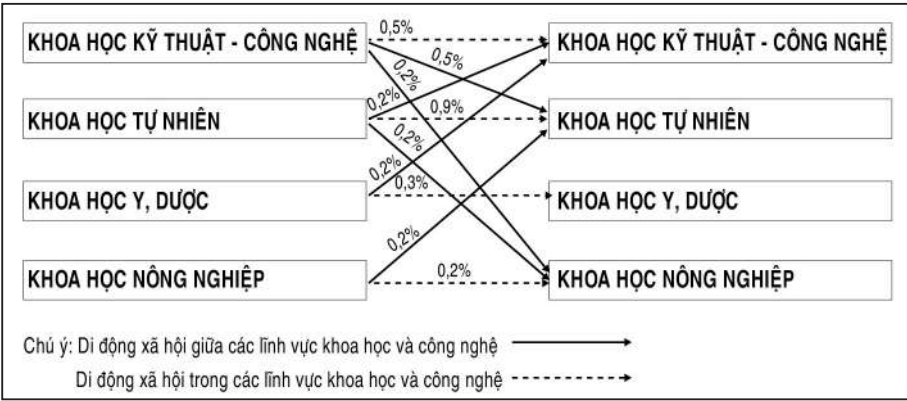 KHOA HỌC KỸ THUẬT - CÔNG NGHỆ
0.5%
KHOA HỌC KỸ THUẬT - CÔNG NGHỆ
0,5%
0,2%
KHOA HỌC TỰ NHIÊN
0,2%
0,9%
KHOA HỌC TỰ NHIÊN
0,2%
KHOA HỌC Y, DƯỢC
0,2%
0,3%
KHOA HỌC Y, DƯỢC
0,2%
KHOA HỌC NÔNG NGHIỆP
0,2%
KHOA HỌC NÔNG NGHIỆP
Chú ý: Di động xã hội giữa các lĩnh vực khoa học và công nghệ
Di động xã hội trong các lĩnh vực khoa học và công nghệ